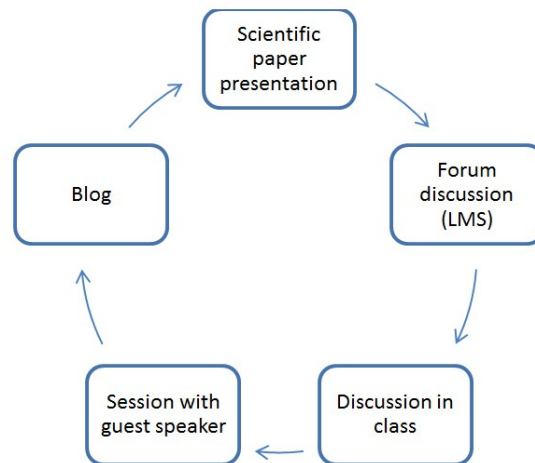 Scientific
paper
presentation
Forum
discussion
(LMS)
Discussion in
class
Session with
guest speaker
Blog